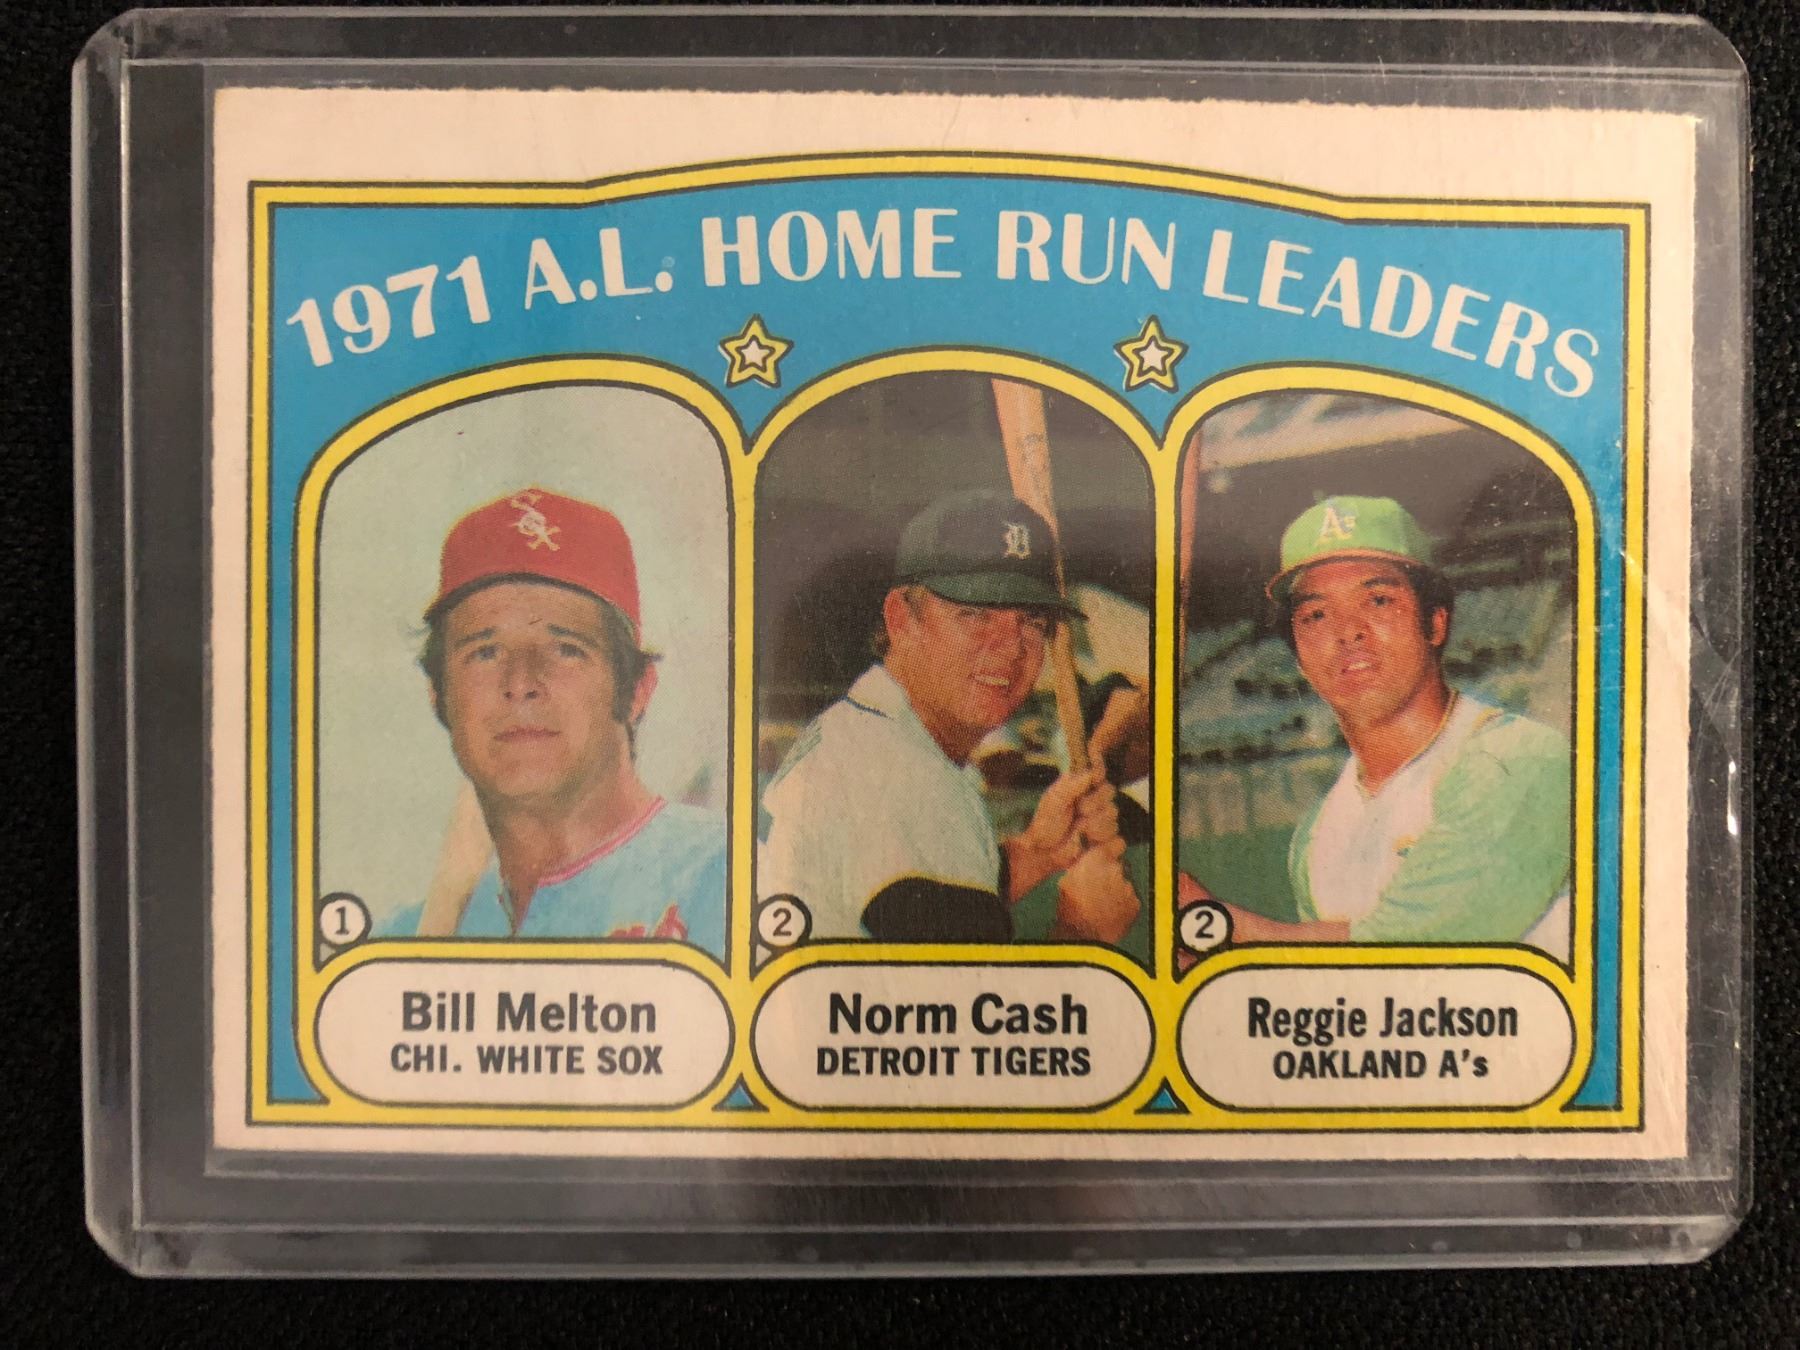 1971 A.L. HOME RUN LEADERS
SOX
D
A's
1
2
2
Bill Melton
CHI. WHITE SOX
Norm Cash
DETROIT TIGERS
Reggie Jackson
OAKLAND A's